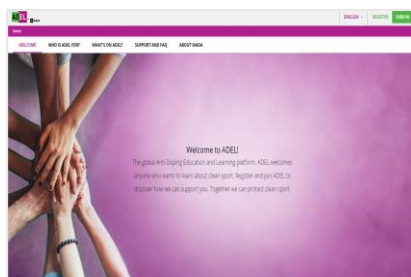 ADEL
ENGLISH
REGISTER
SIGN IN
Home
WELCOME
WHO IS ADEL FOR?
WHAT'S ON ADEL?
SUPPORT AND FAQ
ABOUT WADA
Welcome to ADEL!
The global Anti-Doping Education and Learning platform. ADEL welcomes
anyone who wants to learn about clean sport. Register and join ADEL to
discover how we can support you. Together we can protect clean sport.